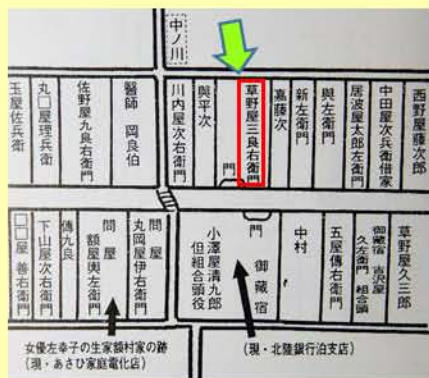 中ノ川
西野屋藤次郎
中田屋次兵衛借家
居波屋太郎左衛門
與左衛門
新左衛門
嘉藤次
草野屋三良右衛門
門
與平次
川内屋次右衛門
醫師 岡良伯
佐野屋九良右衛門
丸□屋理兵衛
玉屋佐兵衛
草野屋久三郎
御藏宿 吉沢屋
久左衛門 組合頭
五屋傳右衛門
中村
門 御藏宿
小澤屋清九郎
但組合頭役
問屋
丸岡屋伊右衛門
問屋
額屋與左衛門
傳九良
下山屋次右衛門
□□屋 善右衛門
女優左幸子の生家額村家の跡
(現・あさひ家庭電化店)
(現・北陸銀行泊支店)